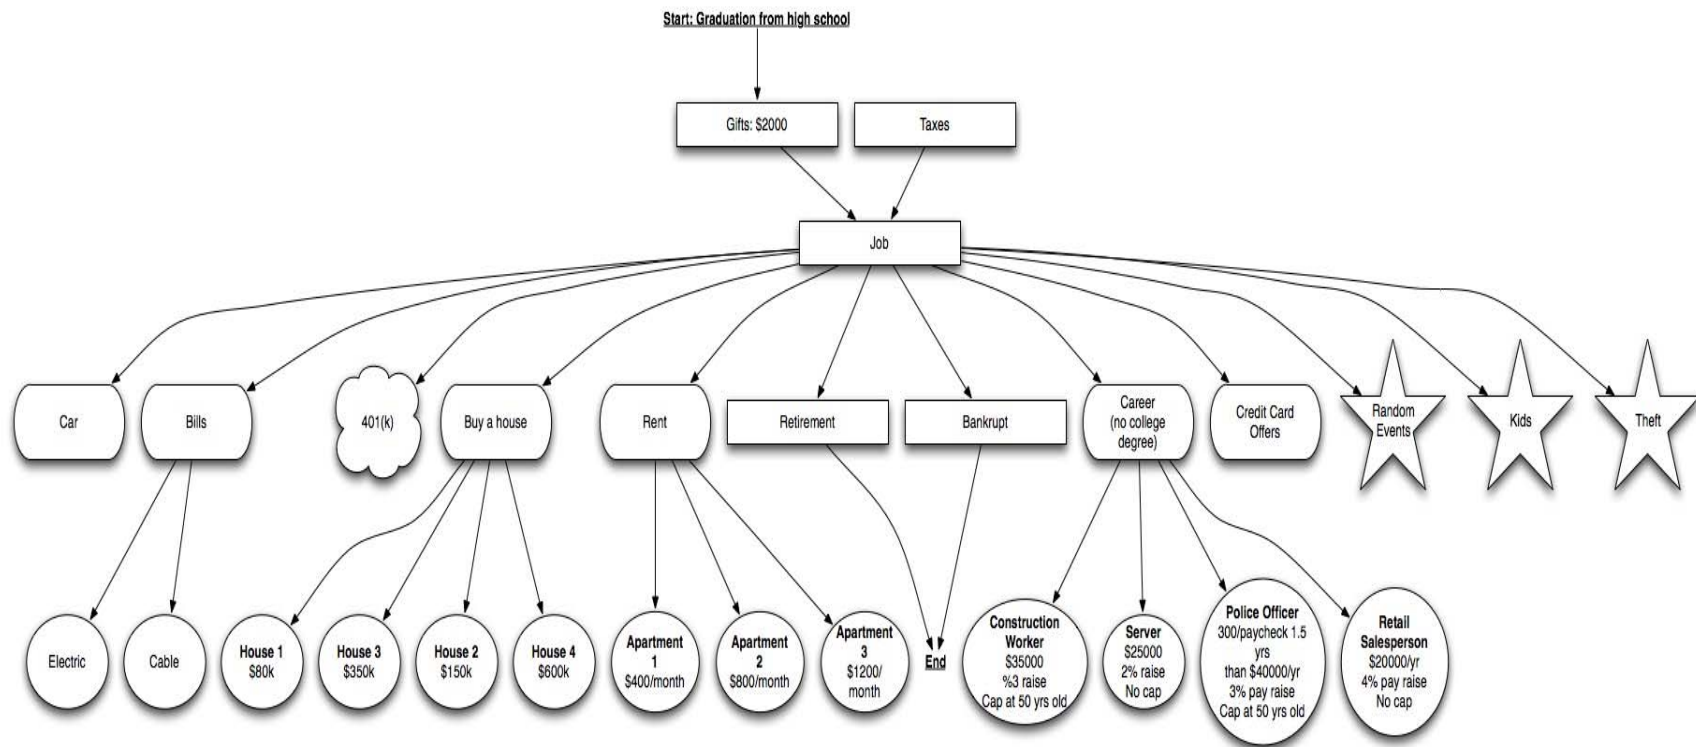 Start: Graduation from high school
Gifts: $2000
Taxes
Job
Car
Bills
401(k)
Buy a house
Rent
Retirement
Bankrupt
Career
(no college
degree)
Credit Card
Offers
Random
Events
Kids
Theft
Electric
Cable
House 1
$80k
House 3
$350k
House 2
$150k
House 4
$600k
Apartment
1
$400/month
Apartment
2
$800/month
Apartment
3
$1200/
month
End
Construction
Worker
$35000
%3 raise
Cap at 50 yrs old
Server
$25000
2% raise
No cap
Police Officer
300/paycheck 1.5
yrs
than $40000/yr
3% pay raise
Cap at 50 yrs old
Retail
Salesperson
$20000/yr
4% pay raise
No cap